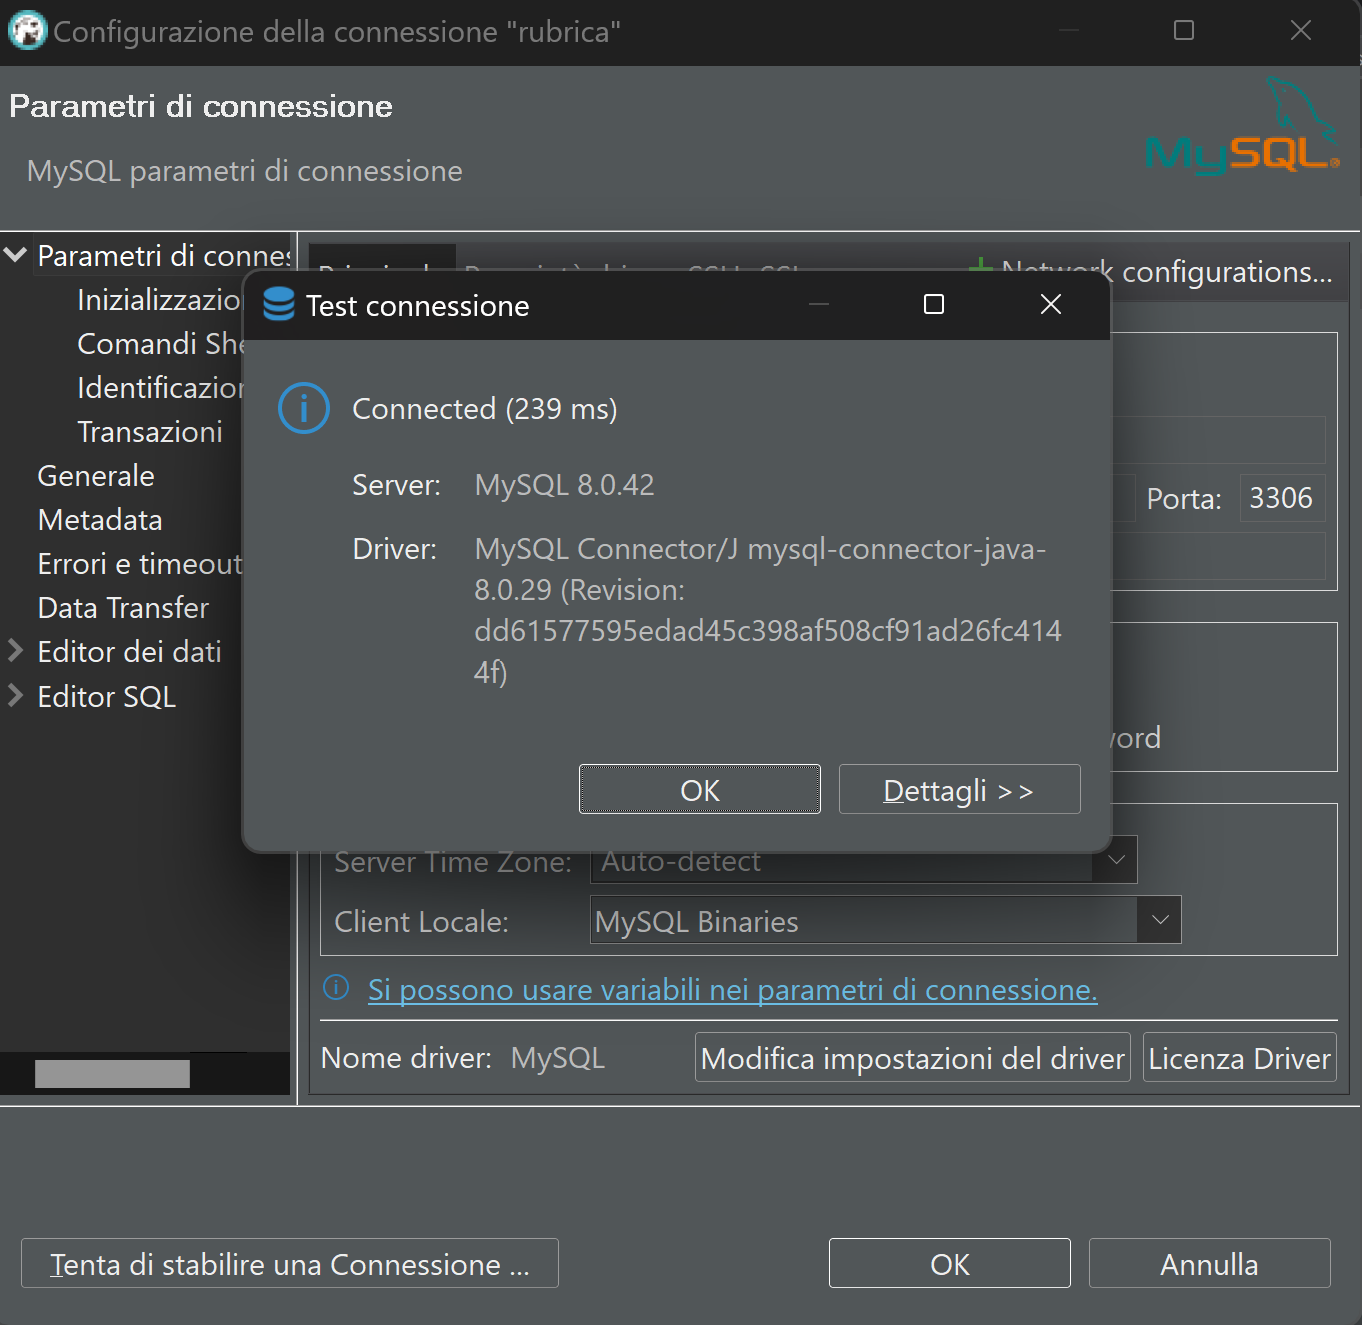 Configurazione della connessione "rubrica"
Parametri di connessione
MySQL parametri di connessione
MySQL®
Parametri di connes
Inizializzazio
Comandi She
Identificazion
Transazioni
Generale
Metadata
Errori e timeout
Data Transfer
Editor dei dati
Editor SQL
Network configurations...
Test connessione
Connected (239 ms)
Server: MySQL 8.0.42
Driver: MySQL Connector/J mysql-connector-java-
8.0.29 (Revision:
dd61577595edad45c398af508cf91ad26fc414
4f)
OK
Dettagli >>
Porta: 3306
word
Server Time Zone: Auto-detect
Client Locale: MySQL Binaries
Si possono usare variabili nei parametri di connessione.
Nome driver: MySQL
Modifica impostazioni del driver
Licenza Driver
Tenta di stabilire una Connessione ...
OK
Annulla